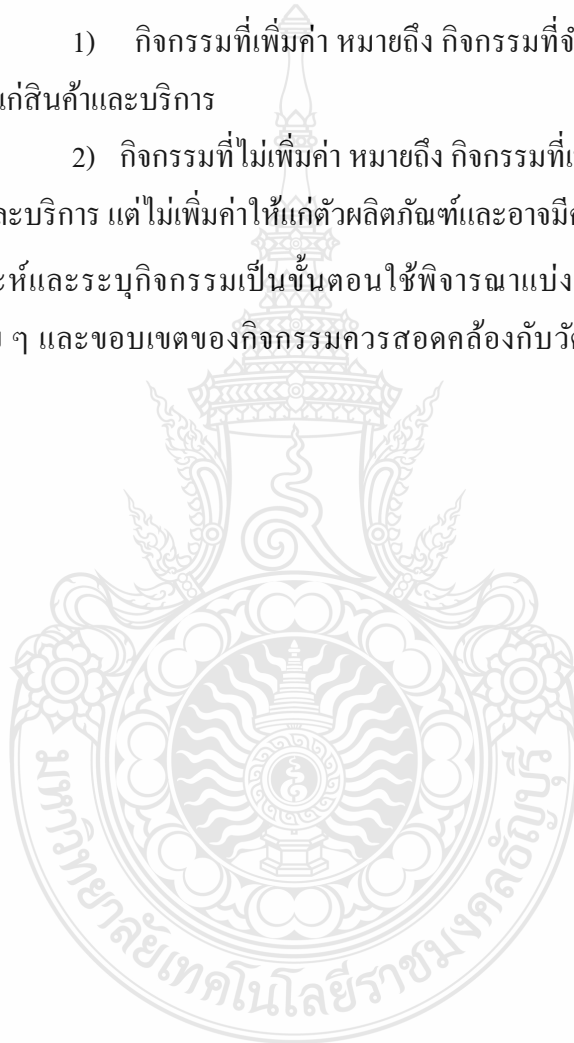 1) กิจกรรมที่เพิ่มค่า หมายถึง กิจกรรมที่จำ
แก่สินค้าและบริการ
2) กิจกรรมที่ไม่เพิ่มค่า หมายถึง กิจกรรมที่เ
ละบริการ แต่ไม่เพิ่มค่าให้แก่ตัวผลิตภัณฑ์และอาจมี
ะห์และระบุกิจกรรมเป็นขั้นตอนใช้พิจารณาแบ่ง
ๆ และขอบเขตของกิจกรรมควรสอดคล้องกับวั
มหาวิทยาลัยเทคโนโลยีราชมงคลธัญบุรี